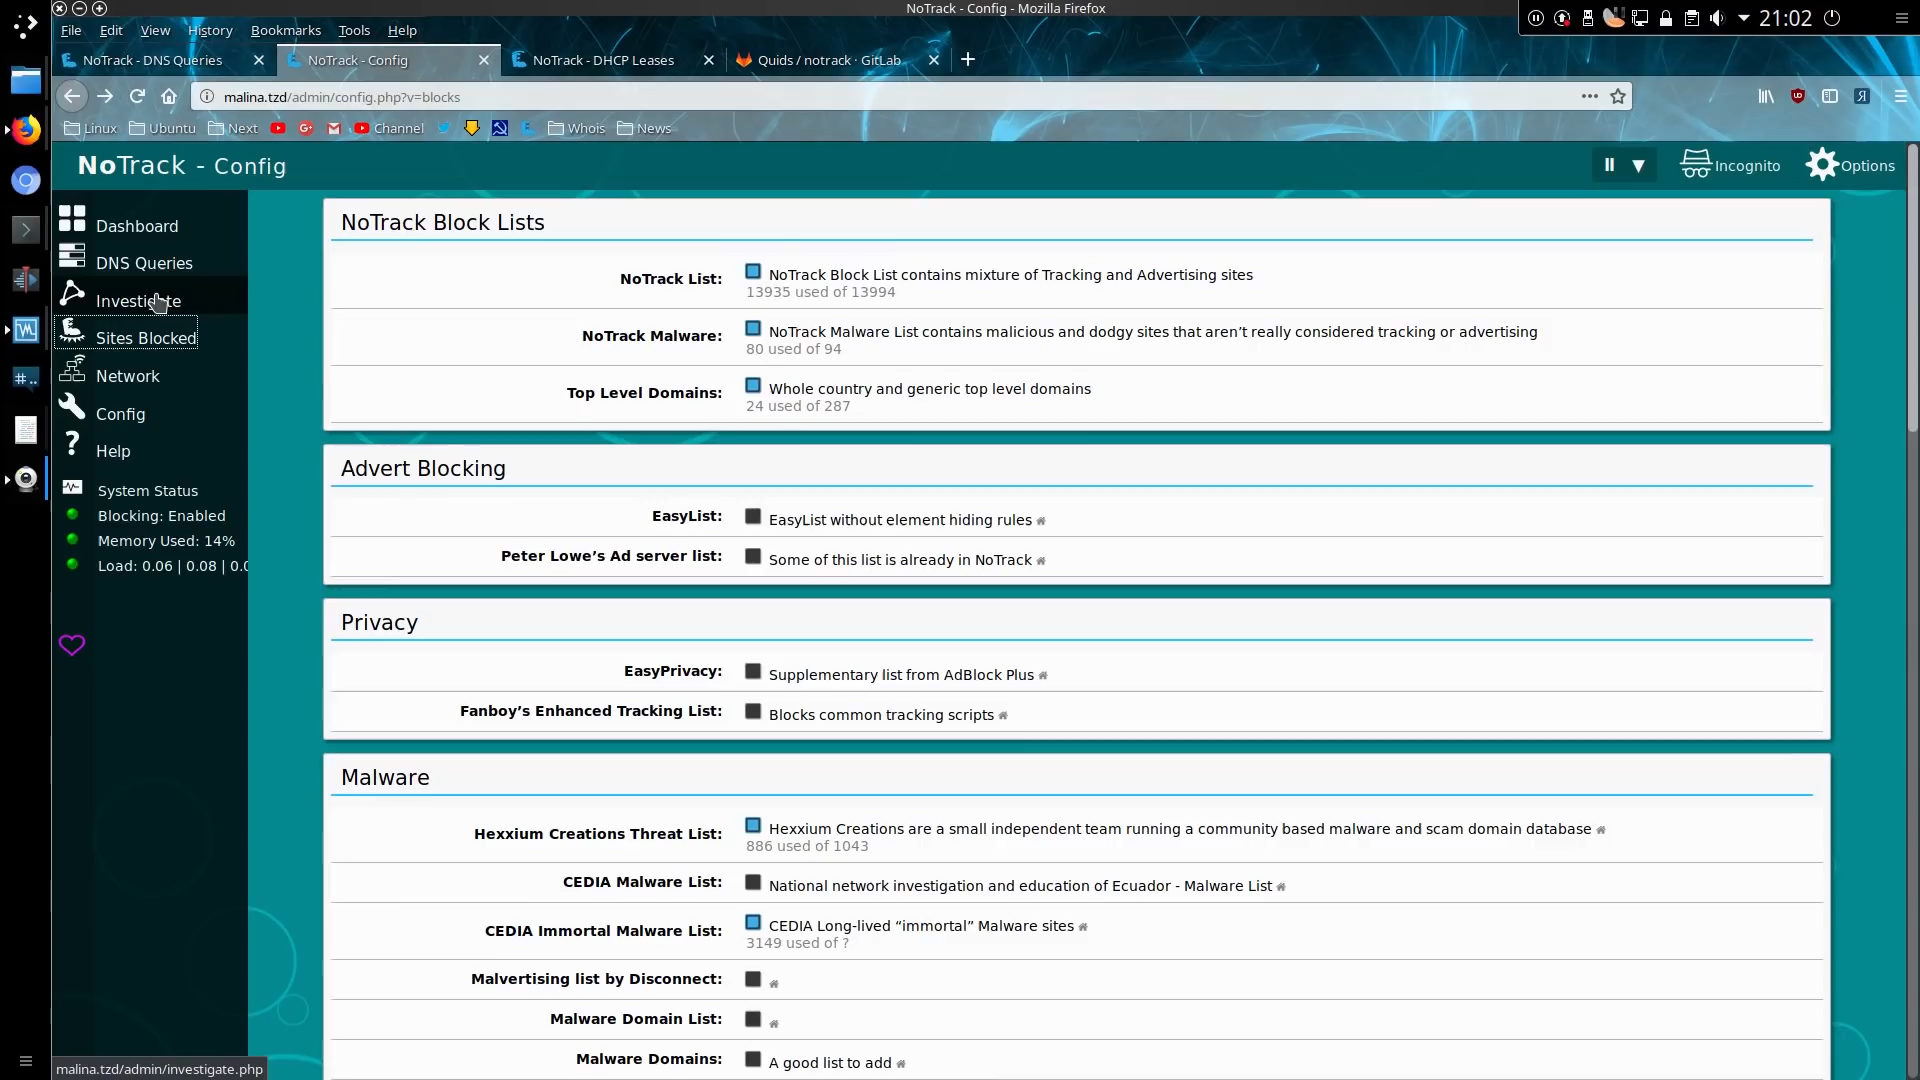 NoTrack - Config - Mozilla Firefox
21:02
File Edit View History Bookmarks Tools Help
NoTrack - DNS Queries
NoTrack - Config
NoTrack - DHCP Leases
Quids / notrack · GitLab
malina.tzd/admin/config.php?v=blocks
Linux Ubuntu Next Channel Whois News
NoTrack - Config
Incognito
Options
Dashboard
DNS Queries
Investigate
Sites Blocked
Network
Config
Help
System Status
Blocking: Enabled
Memory Used: 14%
Load: 0.06 | 0.08 | 0.0
NoTrack Block Lists
NoTrack List: NoTrack Block List contains mixture of Tracking and Advertising sites
13935 used of 13994
NoTrack Malware: NoTrack Malware List contains malicious and dodgy sites that aren’t really considered tracking or advertising
80 used of 94
Top Level Domains: Whole country and generic top level domains
24 used of 287
Advert Blocking
EasyList: EasyList without element hiding rules
Peter Lowe’s Ad server list: Some of this list is already in NoTrack
Privacy
EasyPrivacy: Supplementary list from AdBlock Plus
Fanboy’s Enhanced Tracking List: Blocks common tracking scripts
Malware
Hexxium Creations Threat List: Hexxium Creations are a small independent team running a community based malware and scam domain database
886 used of 1043
CEDIA Malware List: National network investigation and education of Ecuador - Malware List
CEDIA Immortal Malware List: CEDIA Long-lived “immortal” Malware sites
3149 used of ?
Malvertising list by Disconnect:
Malware Domain List:
Malware Domains: A good list to add
malina.tzd/admin/investigate.php